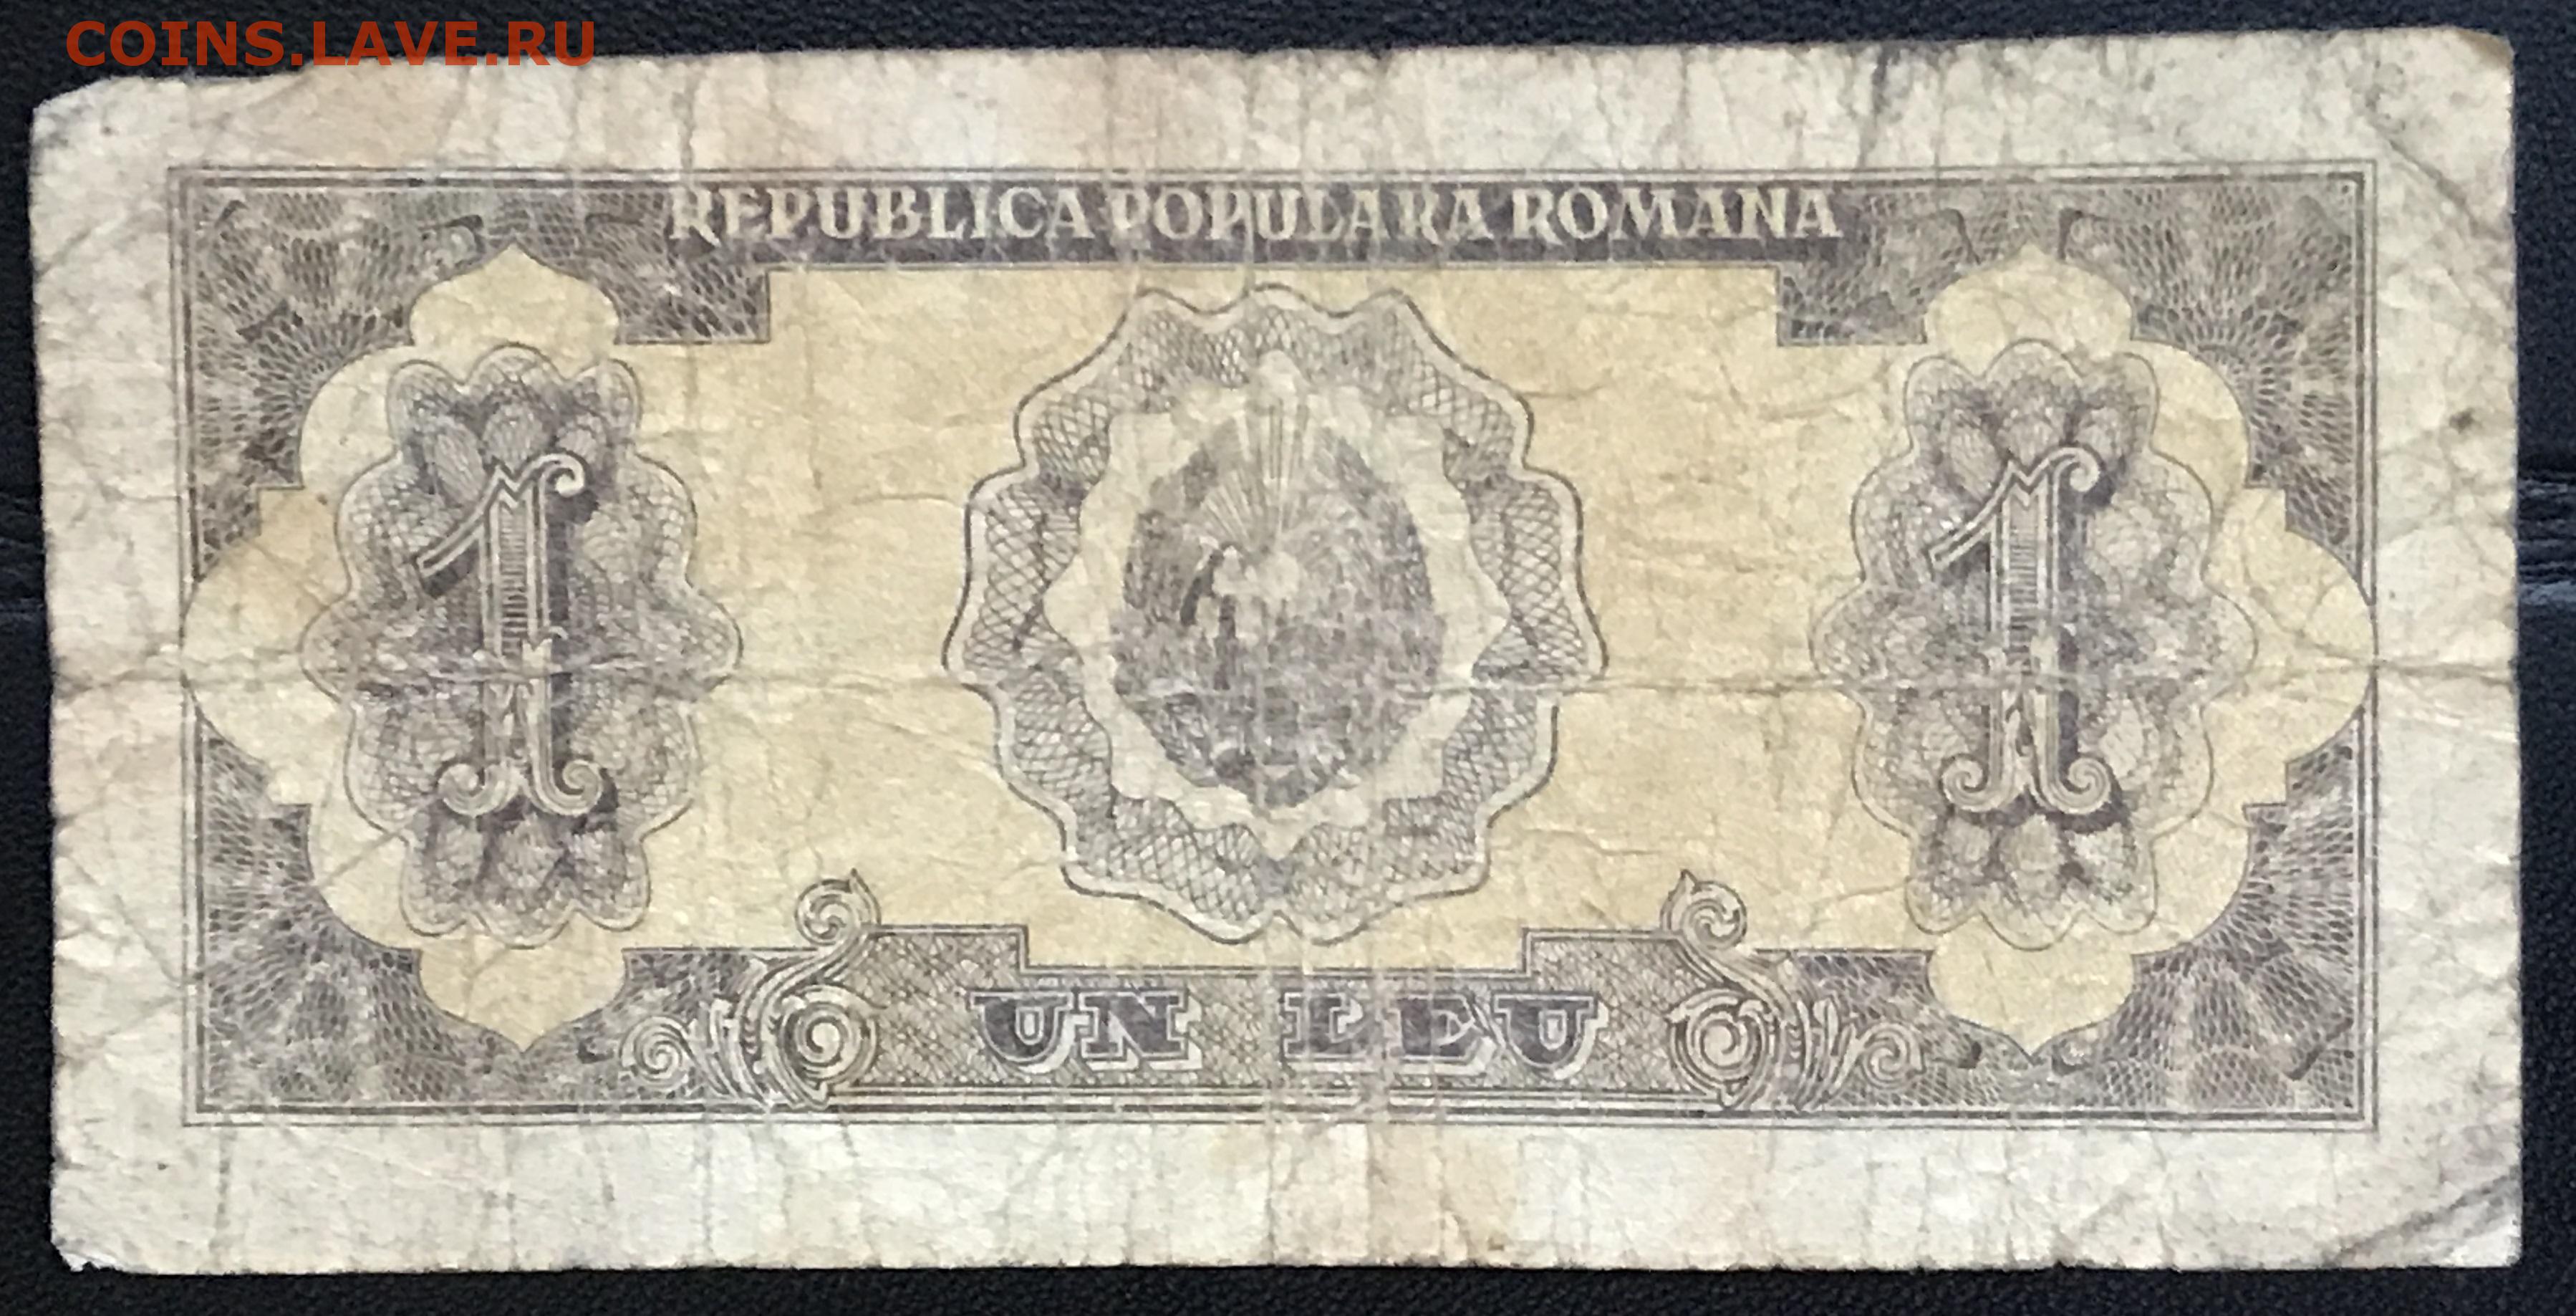 COINS.LAVE.RU
REPUBLICA POPULARA ROMANA
1 1
UN LEU